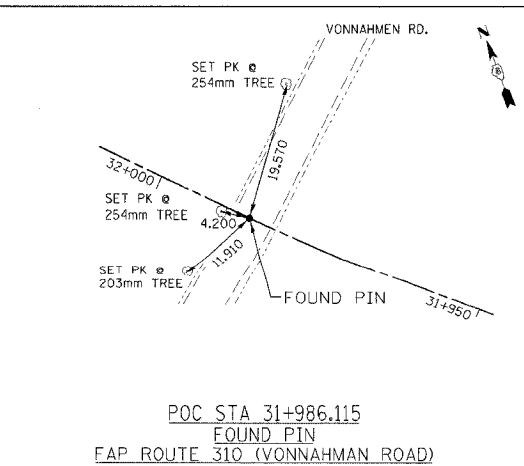 VONNAHMEN RD.
N
SET PK @
254mm TREE
19.570
32+000
SET PK @
254mm TREE
4.200
11.910
SET PK @
203mm TREE
FOUND PIN
31+950
POC STA 31+986.115
FOUND PIN
FAP ROUTE 310 (VONNAHMAN ROAD)